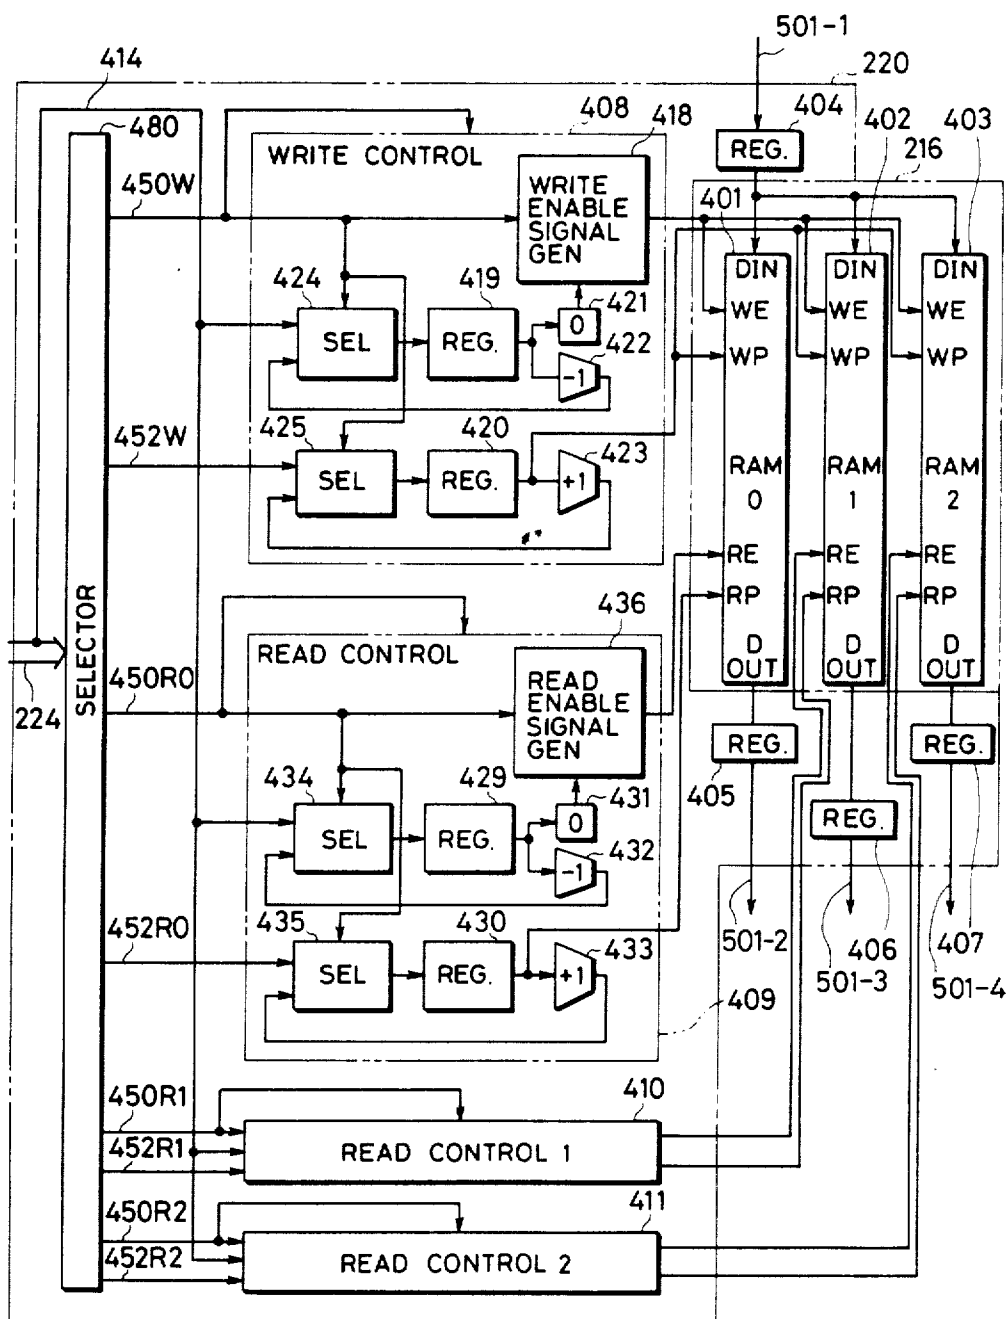 501-1
414
220
480
408
418
404
402
403
WRITE CONTROL
REG.
216
450W
WRITE
ENABLE
SIGNAL
GEN
401
DIN
DIN
DIN
424
419
421
WE
WE
WE
SEL
REG.
0
422
WP
WP
WP
-1
425
420
423
452W
SEL
REG.
+1
RAM
0
RAM
1
RAM
2
RE
RE
RE
436
RP
RP
RP
SELECTOR
READ CONTROL
D
OUT
D
OUT
D
OUT
450R0
READ
ENABLE
SIGNAL
GEN
224
REG.
REG.
434
429
431
405
SEL
REG.
0
REG.
432
-1
452R0
435
430
433
501-2
406
407
SEL
REG.
+1
501-3
501-4
409
450R1
410
452R1
READ CONTROL 1
450R2
411
452R2
READ CONTROL 2